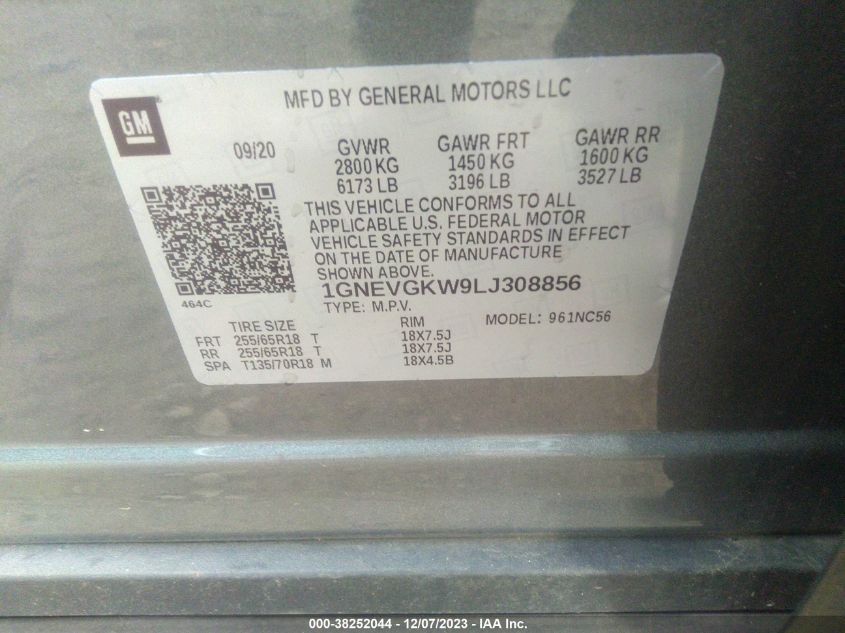 MFD BY GENERAL MOTORS LLC
GM
09/20
GVWR GAWR FRT GAWR RR
2800 KG 1450 KG 1600 KG
6173 LB 3196 LB 3527 LB
THIS VEHICLE CONFORMS TO ALL
APPLICABLE U.S. FEDERAL MOTOR
VEHICLE SAFETY STANDARDS IN EFFECT
ON THE DATE OF MANUFACTURE
SHOWN ABOVE.
464C
1GNEVGKW9LJ308856
TYPE: M.P.V.
MODEL: 961NC56
TIRE SIZE RIM
FRT 255/65R18 T 18X7.5J
RR 255/65R18 T 18X7.5J
SPA T135/70R18 M 18X4.5B
000-38252044 - 12/07/2023 - IAA Inc.